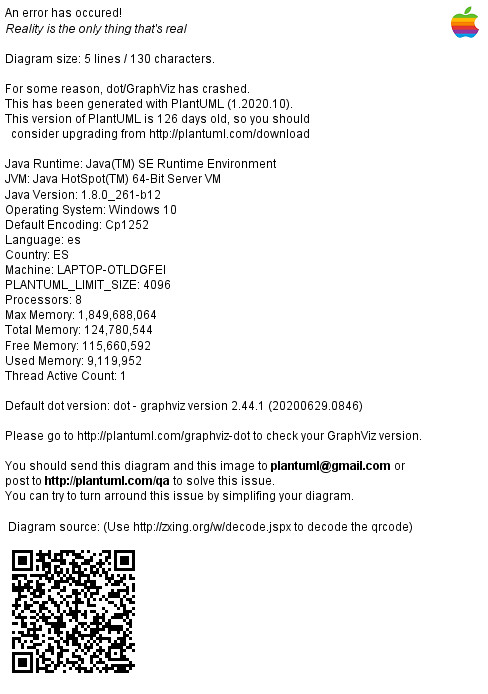 An error has occured!
Reality is the only thing that's real
Diagram size: 5 lines / 130 characters.
For some reason, dot/GraphViz has crashed.
This has been generated with PlantUML (1.2020.10).
This version of PlantUML is 126 days old, so you should
consider upgrading from http://plantuml.com/download
Java Runtime: Java(TM) SE Runtime Environment
JVM: Java HotSpot(TM) 64-Bit Server VM
Java Version: 1.8.0_261-b12
Operating System: Windows 10
Default Encoding: Cp1252
Language: es
Country: ES
Machine: LAPTOP-OTLDGFEI
PLANTUML_LIMIT_SIZE: 4096
Processors: 8
Max Memory: 1,849,688,064
Total Memory: 124,780,544
Free Memory: 115,660,592
Used Memory: 9,119,952
Thread Active Count: 1
Default dot version: dot - graphviz version 2.44.1 (20200629.0846)
Please go to http://plantuml.com/graphviz-dot to check your GraphViz version.
You should send this diagram and this image to plantuml@gmail.com or
post to http://plantuml.com/qa to solve this issue.
You can try to turn arround this issue by simplifing your diagram.
Diagram source: (Use http://zxing.org/w/decode.jspx to decode the qrcode)